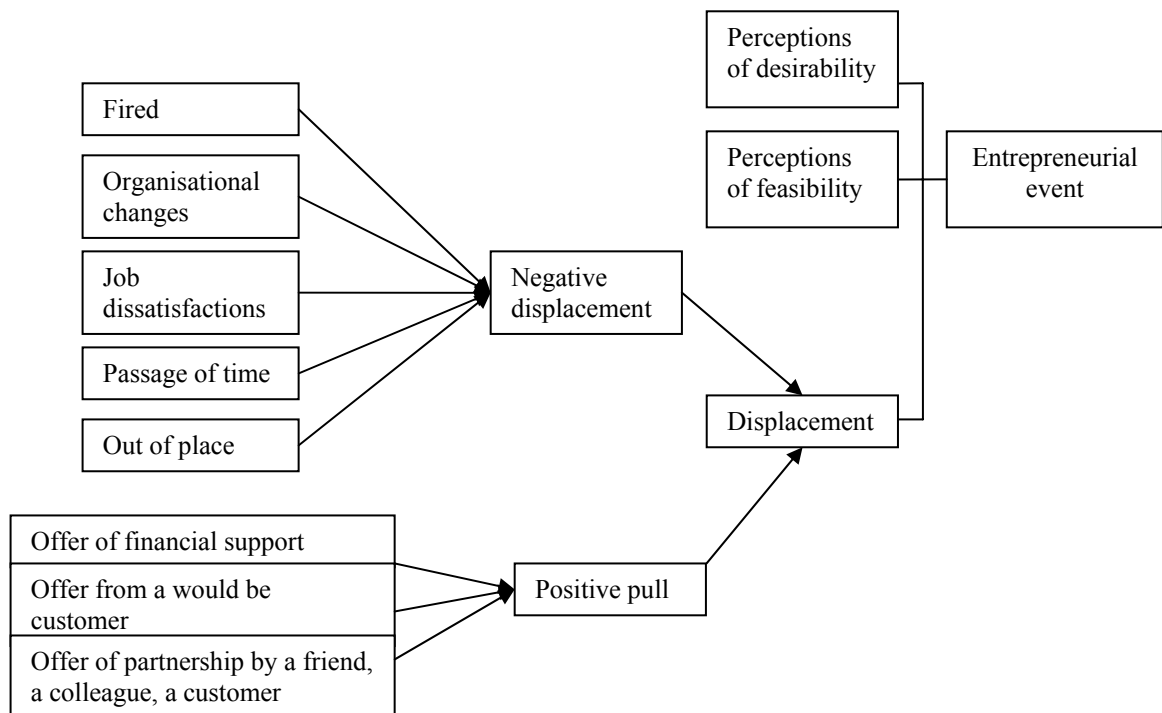 Perceptions
of desirability
Fired
Perceptions
of feasibility
Entrepreneurial
event
Organisational
changes
Job
dissatisfactions
Negative
displacement
Passage of time
Out of place
Displacement
Offer of financial support
Offer from a would be
customer
Positive pull
Offer of partnership by a friend,
a colleague, a customer